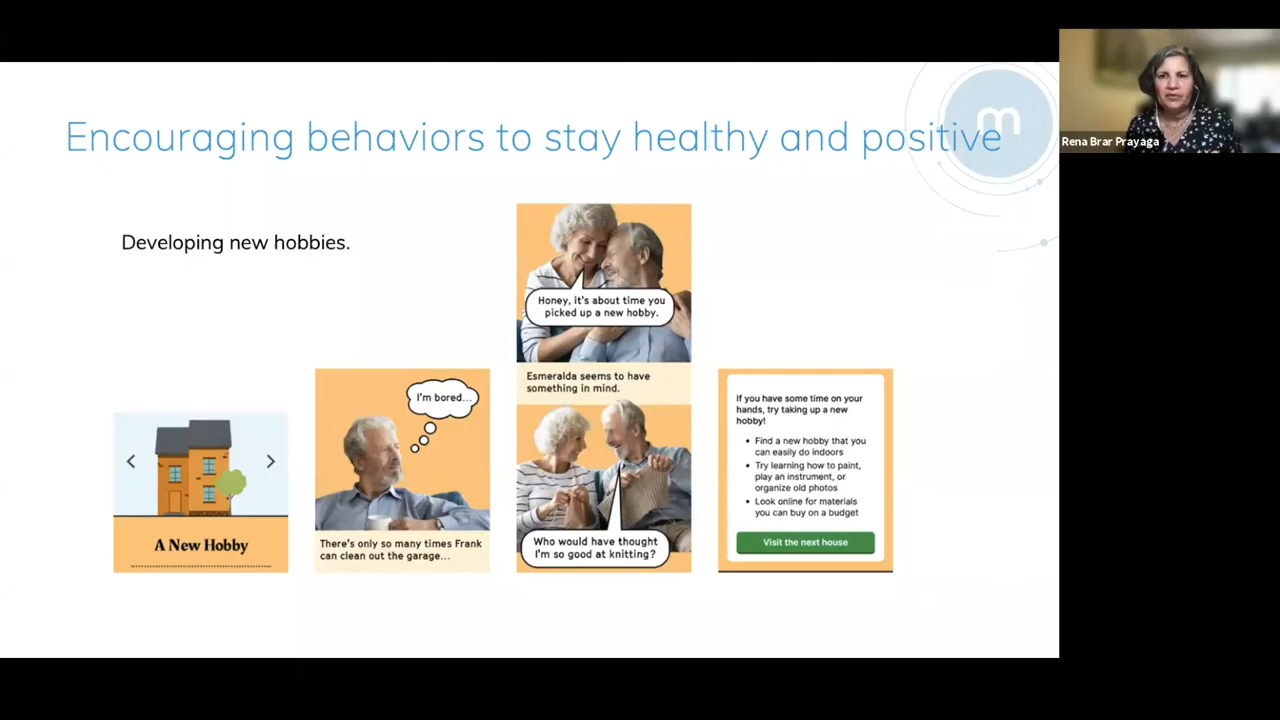 Encouraging behaviors to stay healthy and positive
m
Rena Brar Prayaga
Developing new hobbies.
A New Hobby
I'm bored...
There's only so many times Frank
can clean out the garage...
Honey, it's about time you
picked up a new hobby.
Esmeralda seems to have
something in mind.
Who would have thought
I'm so good at knitting?
If you have some time on your
hands, try taking up a new
hobby!
• Find a new hobby that you
can easily do indoors
• Try learning how to paint,
play an instrument, or
organize old photos
• Look online for materials
you can buy on a budget
Visit the next house